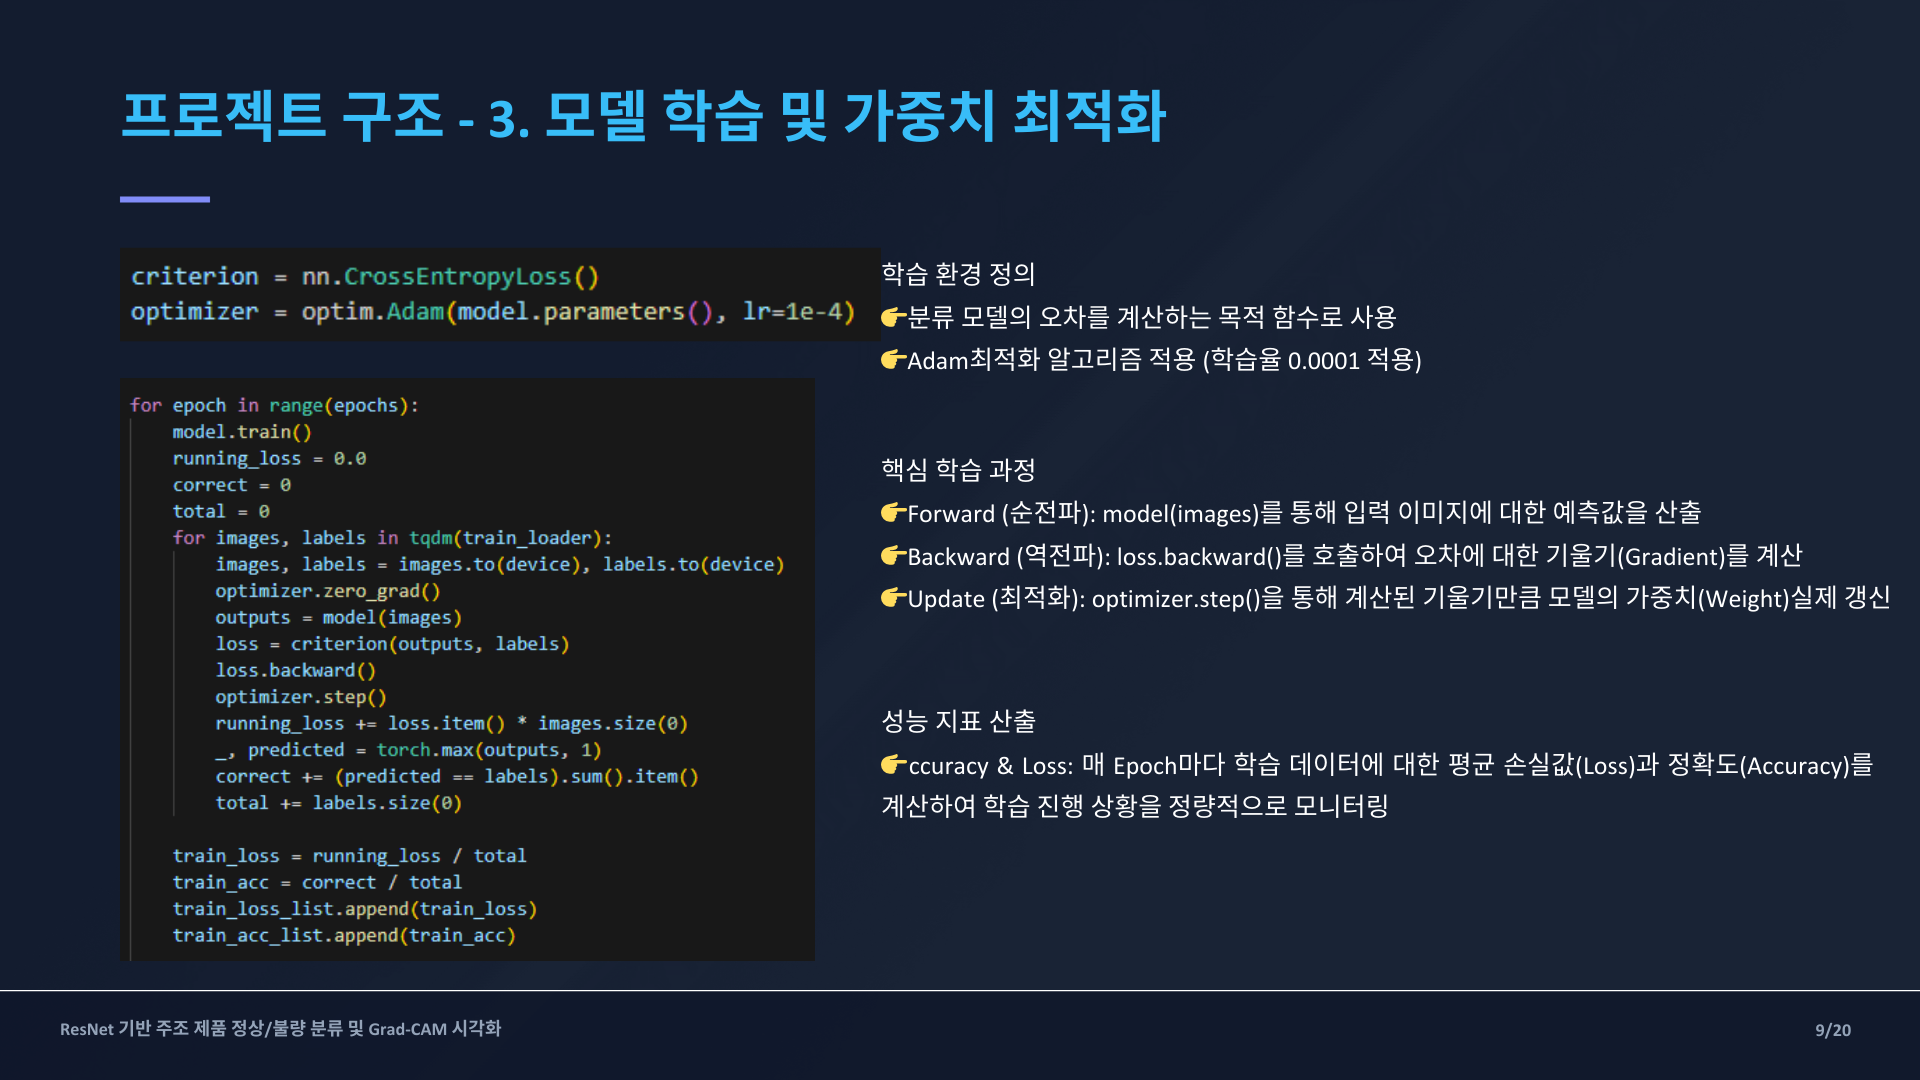 프로젝트 구조 - 3. 모델 학습 및 가중치 최적화
criterion = nn.CrossEntropyLoss()
optimizer = optim.Adam(model.parameters(), lr=1e-4)
for epoch in range(epochs):
    model.train()
    running_loss = 0.0
    correct = 0
    total = 0
    for images, labels in tqdm(train_loader):
        images, labels = images.to(device), labels.to(device)
        optimizer.zero_grad()
        outputs = model(images)
        loss = criterion(outputs, labels)
        loss.backward()
        optimizer.step()
        running_loss += loss.item() * images.size(0)
        _, predicted = torch.max(outputs, 1)
        correct += (predicted == labels).sum().item()
        total += labels.size(0)
    train_loss = running_loss / total
    train_acc = correct / total
    train_loss_list.append(train_loss)
    train_acc_list.append(train_acc)
학습 환경 정의
👉분류 모델의 오차를 계산하는 목적 함수로 사용
👉Adam최적화 알고리즘 적용 (학습율 0.0001 적용)
핵심 학습 과정
👉Forward (순전파): model(images)를 통해 입력 이미지에 대한 예측값을 산출
👉Backward (역전파): loss.backward()를 호출하여 오차에 대한 기울기(Gradient)를 계산
👉Update (최적화): optimizer.step()을 통해 계산된 기울기만큼 모델의 가중치(Weight)실제 갱신
성능 지표 산출
👉ccuracy & Loss: 매 Epoch마다 학습 데이터에 대한 평균 손실값(Loss)과 정확도(Accuracy)를
계산하여 학습 진행 상황을 정량적으로 모니터링
ResNet 기반 주조 제품 정상/불량 분류 및 Grad-CAM 시각화
9/20